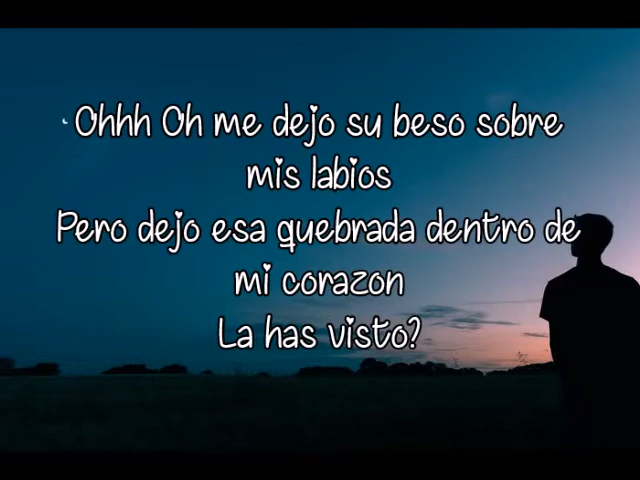 Ohhh Oh me dejo su beso sobre
mis labios
Pero dejo esa quebrada dentro de
mi corazon
La has visto?